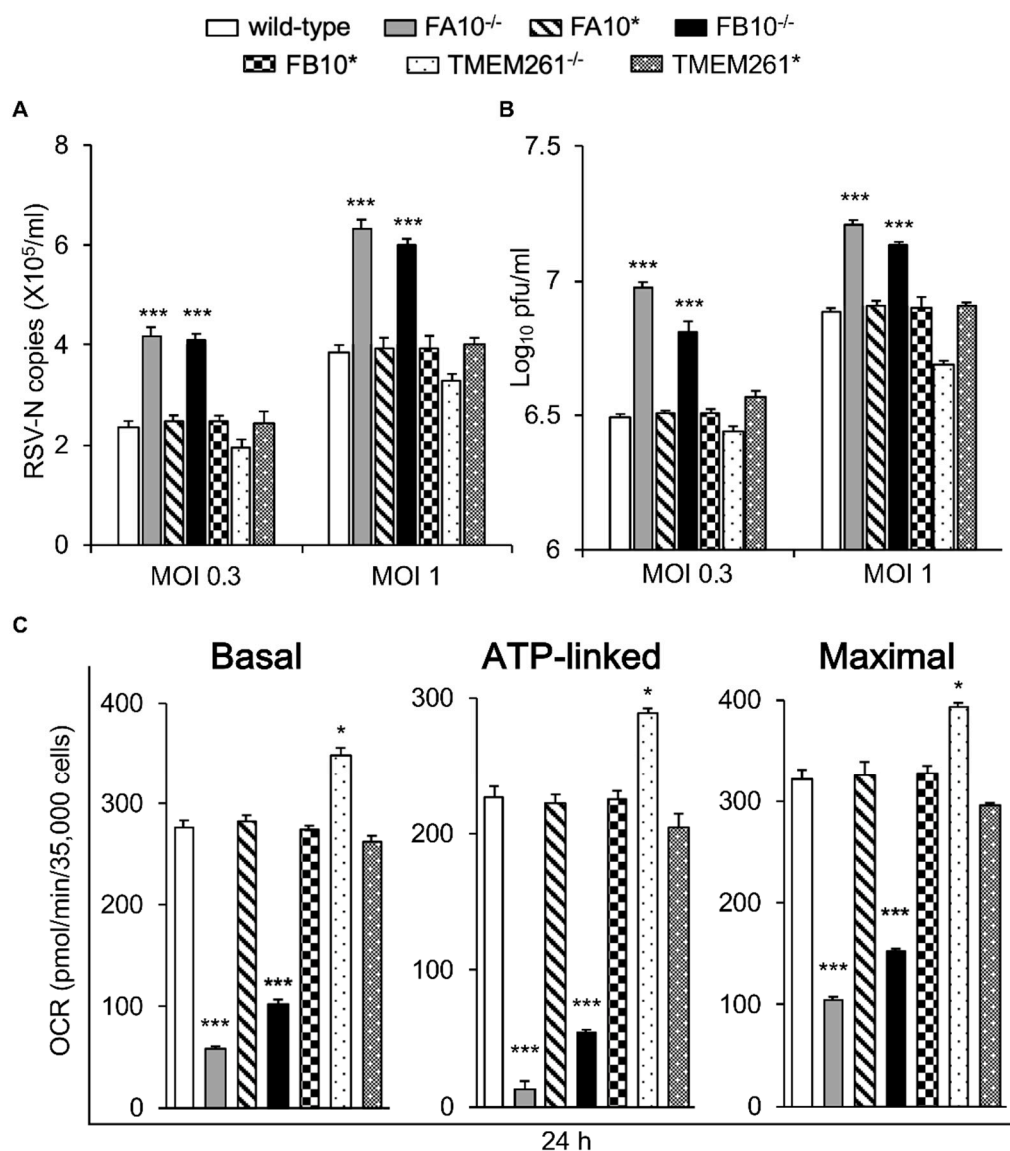 wild-type FA10-/- FA10* FB10-/-
FB10* TMEM261-/- TMEM261*
A
RSV-N copies (X10⁵/ml)
8
6
4
2
0
*** ***
*** ***
MOI 0.3 MOI 1
B
Log₁₀ pfu/ml
7.5
7
6.5
6
***
***
***
***
MOI 0.3 MOI 1
C
OCR (pmol/min/35,000 cells)
Basal
400
300
200
100
0
***
***
*
ATP-linked
300
200
100
0
***
***
*
Maximal
400
300
200
100
0
***
***
*
24 h